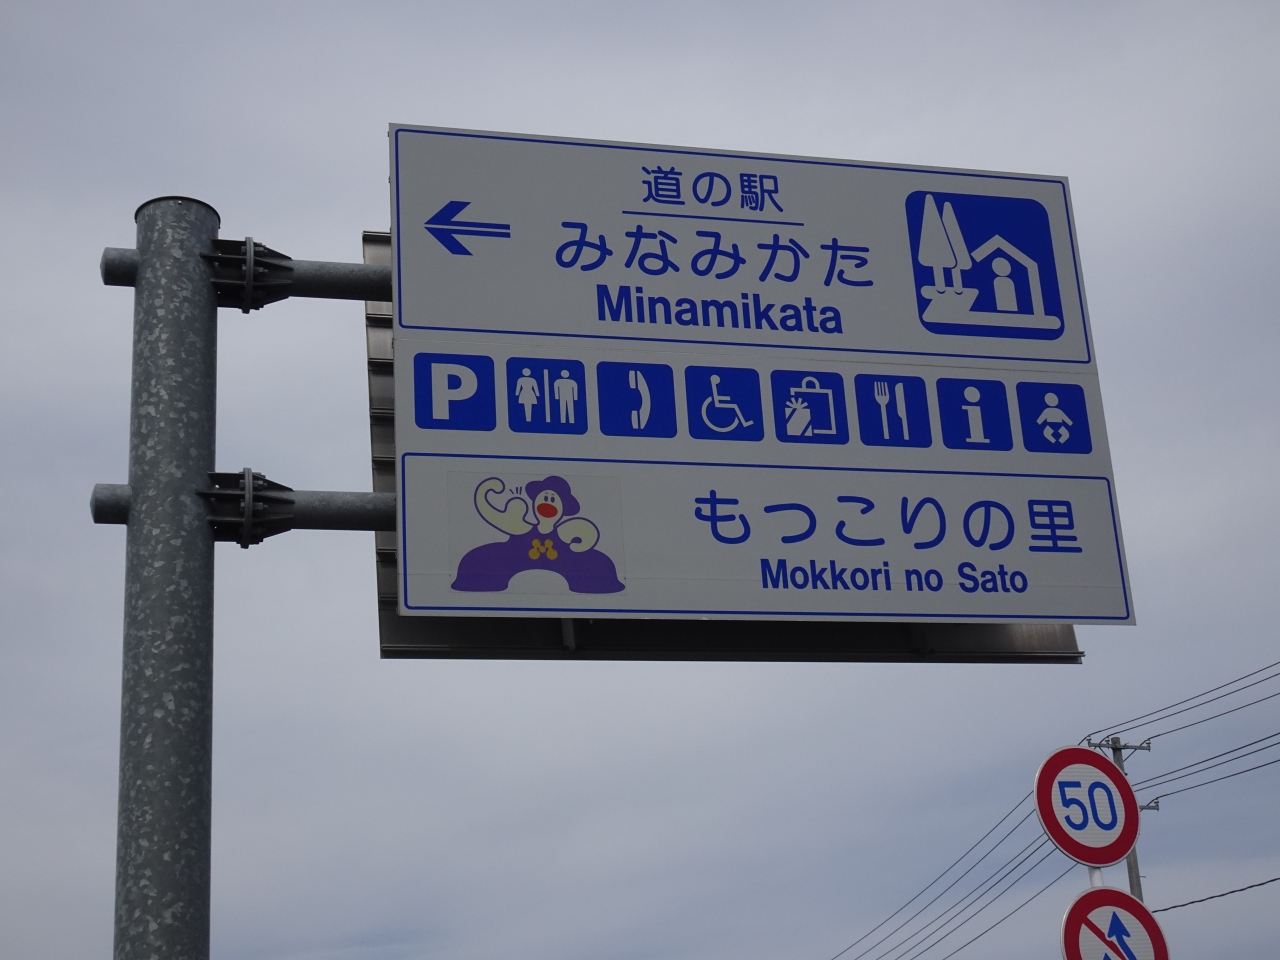 道の駅
みなみかた
Minamikata
P
i
もっこりの里
Mokkori no Sato
50